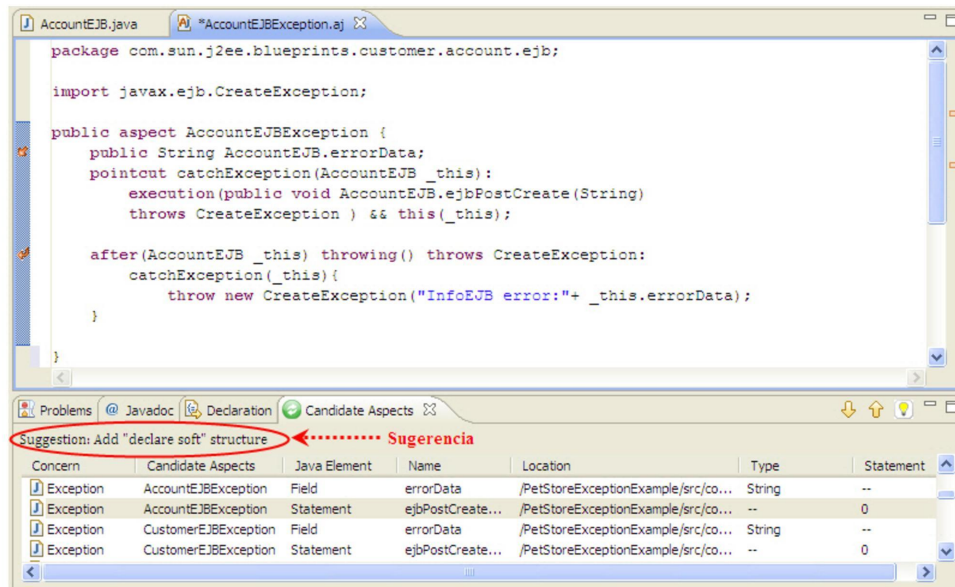 AccountEJB.java
*AccountEJBException.aj
package com.sun.j2ee.blueprints.customer.account.ejb;
import javax.ejb.CreateException;
public aspect AccountEJBException {
public String AccountEJB.errorData;
pointcut catchException(AccountEJB _this):
execution(public void AccountEJB.ejbPostCreate(String)
throws CreateException ) && this(_this);
after(AccountEJB _this) throwing() throws CreateException:
catchException(_this){
throw new CreateException("InfoEJB error:"+ _this.errorData);
}
}
Problems @ Javadoc Declaration Candidate Aspects
Suggestion: Add "declare soft" structure Sugerencia
Concern Candidate Aspects Java Element Name Location Type Statement
Exception AccountEJBException Field errorData /PetStoreExceptionExample/src/co... String --
Exception AccountEJBException Statement ejbPostCreate... /PetStoreExceptionExample/src/co... -- 0
Exception CustomerEJBException Field errorData /PetStoreExceptionExample/src/co... String --
Exception CustomerEJBException Statement ejbPostCreate... /PetStoreExceptionExample/src/co... -- 0